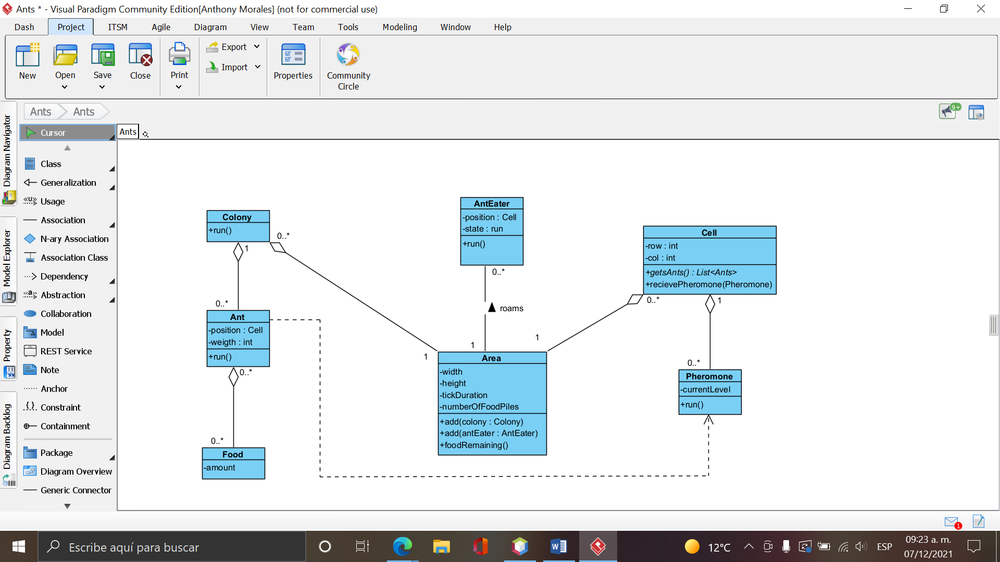 Ants * - Visual Paradigm Community Edition[Anthony Morales] (not for commercial use)
Dash Project ITSM Agile Diagram View Team Tools Modeling Window Help
New Open Save Close Print Export Import Properties Community Circle
Ants Ants
9+
Diagram Navigator
Model Explorer
Property
Diagram Backlog
Cursor
Class
Generalization
<<U>> Usage
Association
N-ary Association
Association Class
Dependency
<<a>> Abstraction
Collaboration
Model
REST Service
Note
Anchor
{} Constraint
Containment
Package
Diagram Overview
Generic Connector
Ants
Colony
+run()
0..*
1
0..*
Ant
-position : Cell
-weigth : int
+run()
0..*
0..*
Food
-amount
AntEater
-position : Cell
-state : run
+run()
0..*
roams
1
1
1
Area
-width
-height
-tickDuration
-numberOfFoodPiles
+add(colony : Colony)
+add(antEater : AntEater)
+foodRemaining()
Cell
-row : int
-col : int
+getsAnts() : List<Ants>
+recievePheromone(Pheromone)
0..*
1
0..*
Pheromone
-currentLevel
+run()
1
Escribe aquí para buscar
W
12°C
ESP
09:23 a. m.
07/12/2021